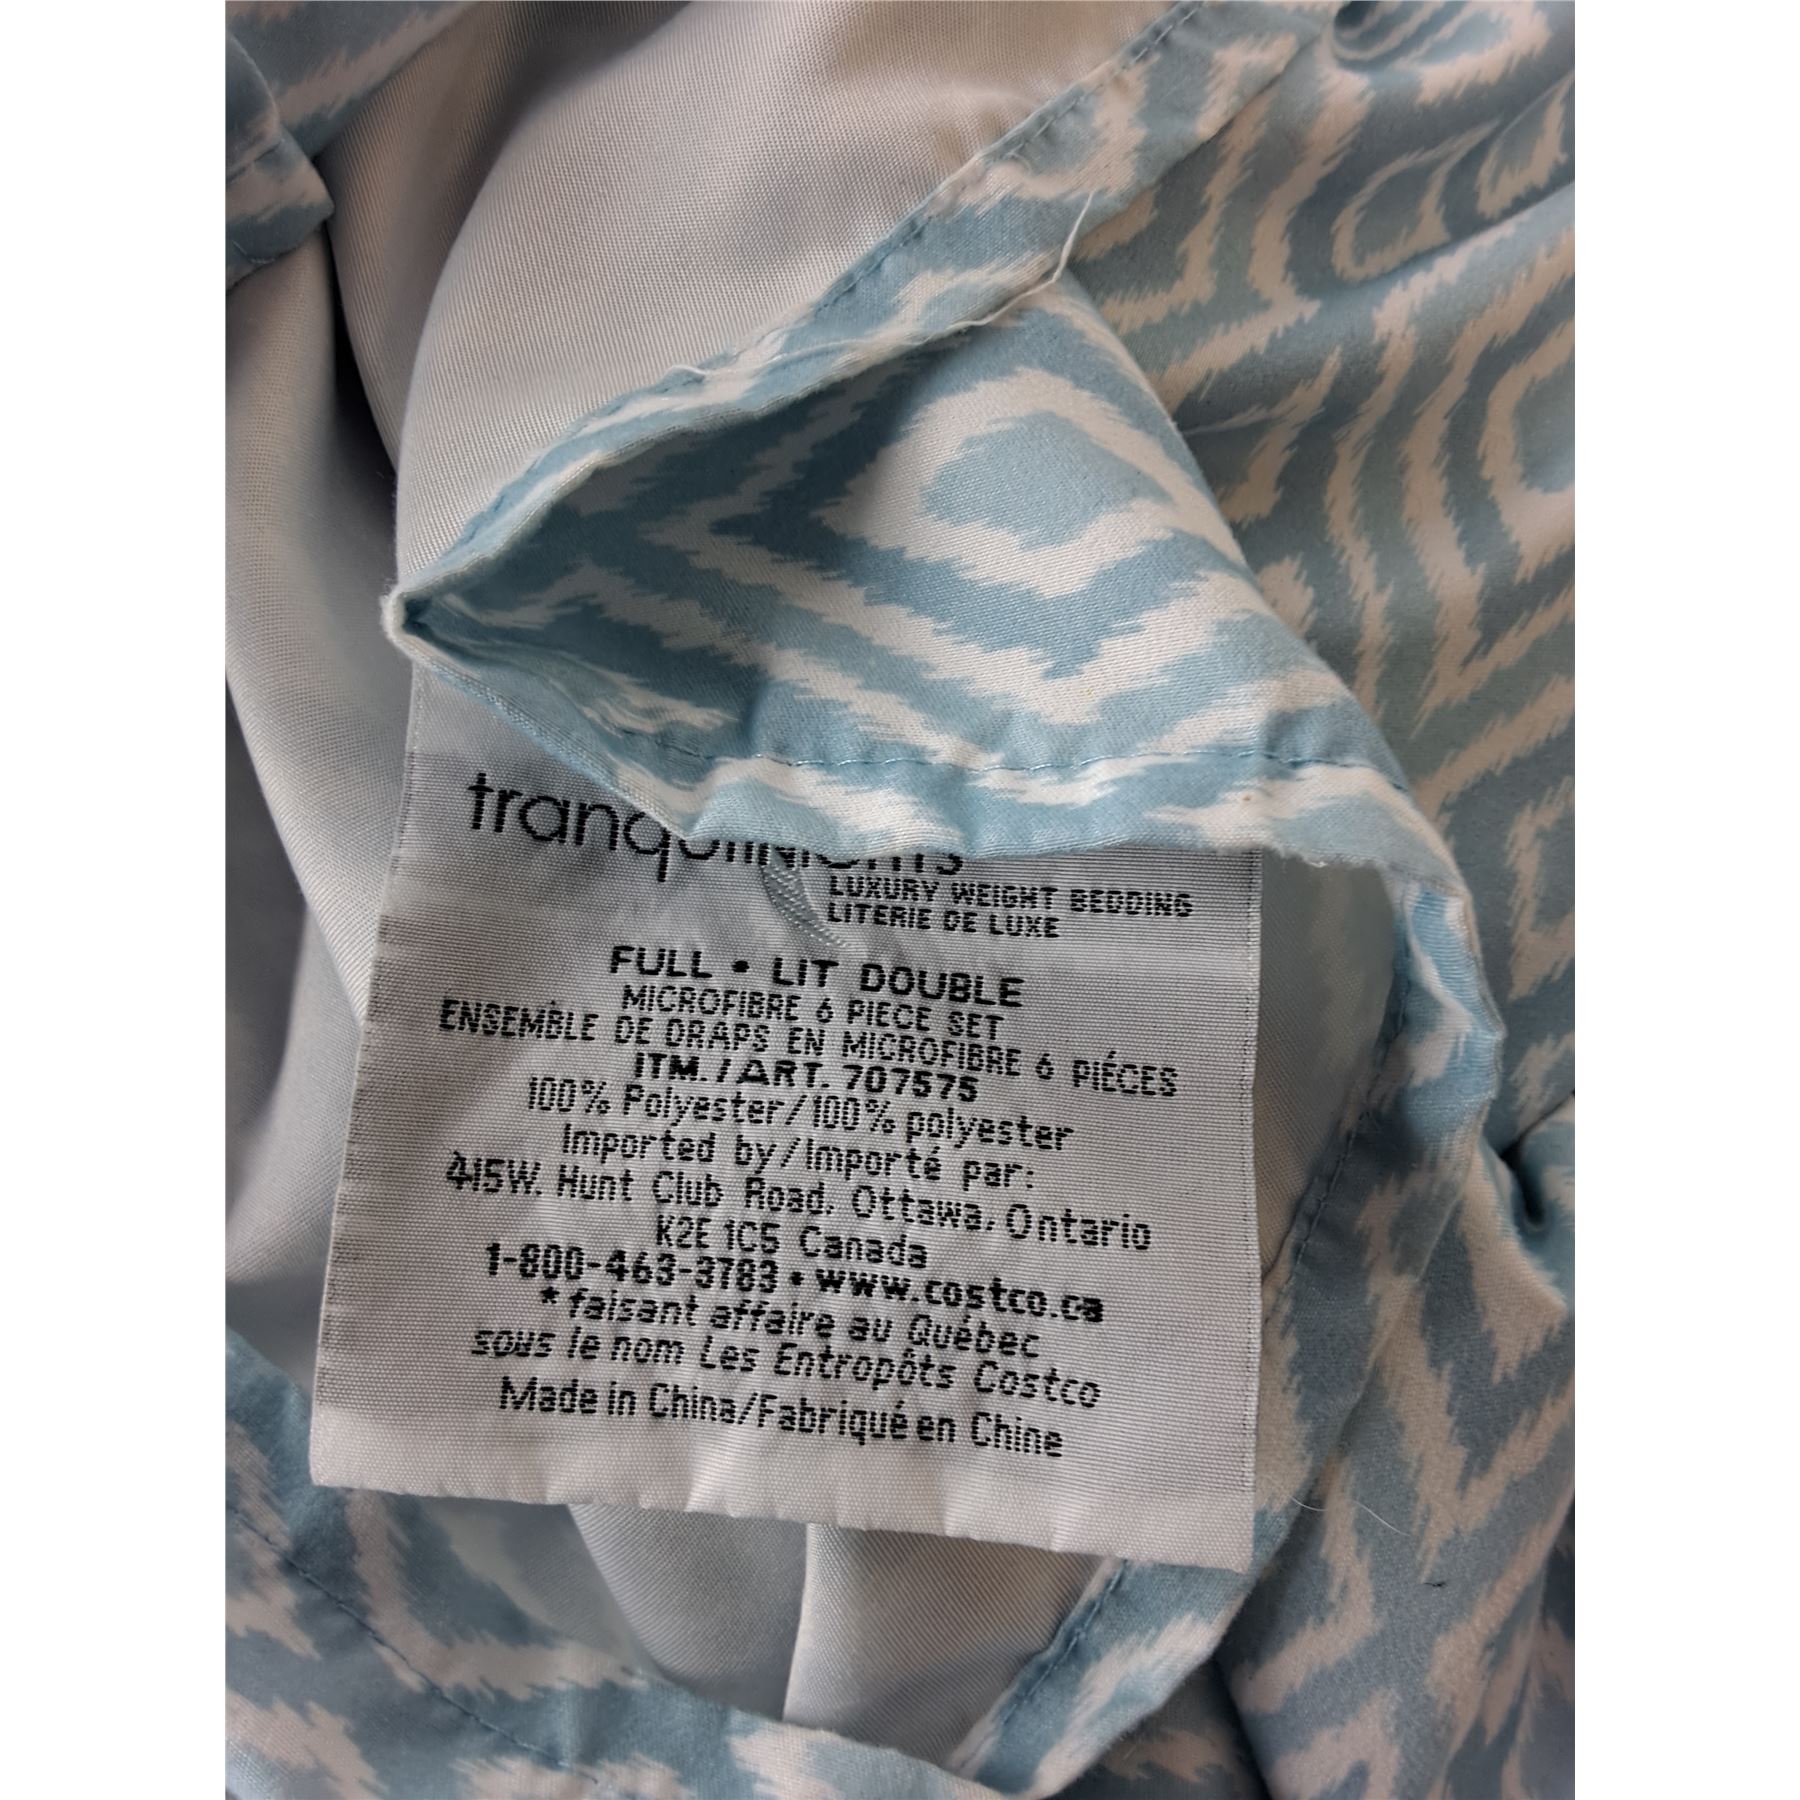 tranquilNIGHTS
LUXURY WEIGHT BEDDING
LITERIE DE LUXE
FULL • LIT DOUBLE
MICROFIBRE 6 PIECE SET
ENSEMBLE DE DRAPS EN MICROFIBRE 6 PIÉCES
ITM./ART. 707575
100% Polyester/100% polyester
Imported by/Importé par:
415W. Hunt Club Road, Ottawa, Ontario
K2E 1C5 Canada
1-800-463-3783 • www.costco.ca
*faisant affaire au Québec
sous le nom Les Entropôts Costco
Made in China/Fabriqué en Chine